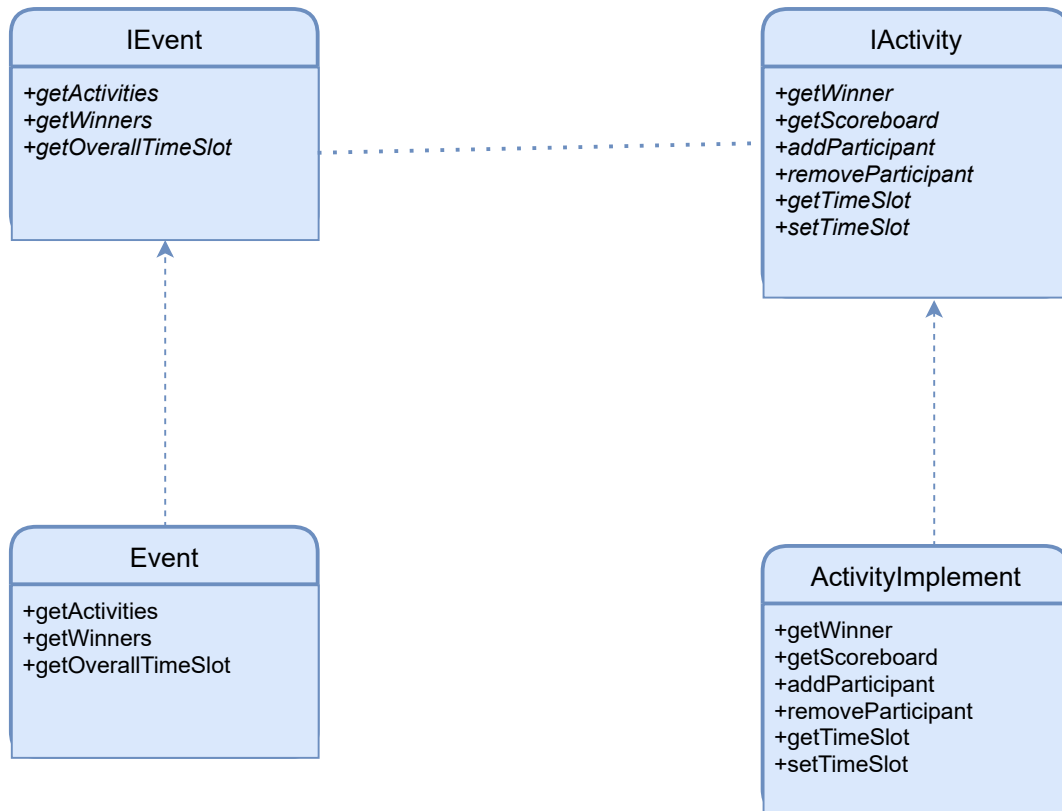 IEvent
+getActivities
+getWinners
+getOverallTimeSlot
IActivity
+getWinner
+getScoreboard
+addParticipant
+removeParticipant
+getTimeSlot
+setTimeSlot
Event
+getActivities
+getWinners
+getOverallTimeSlot
ActivityImplement
+getWinner
+getScoreboard
+addParticipant
+removeParticipant
+getTimeSlot
+setTimeSlot